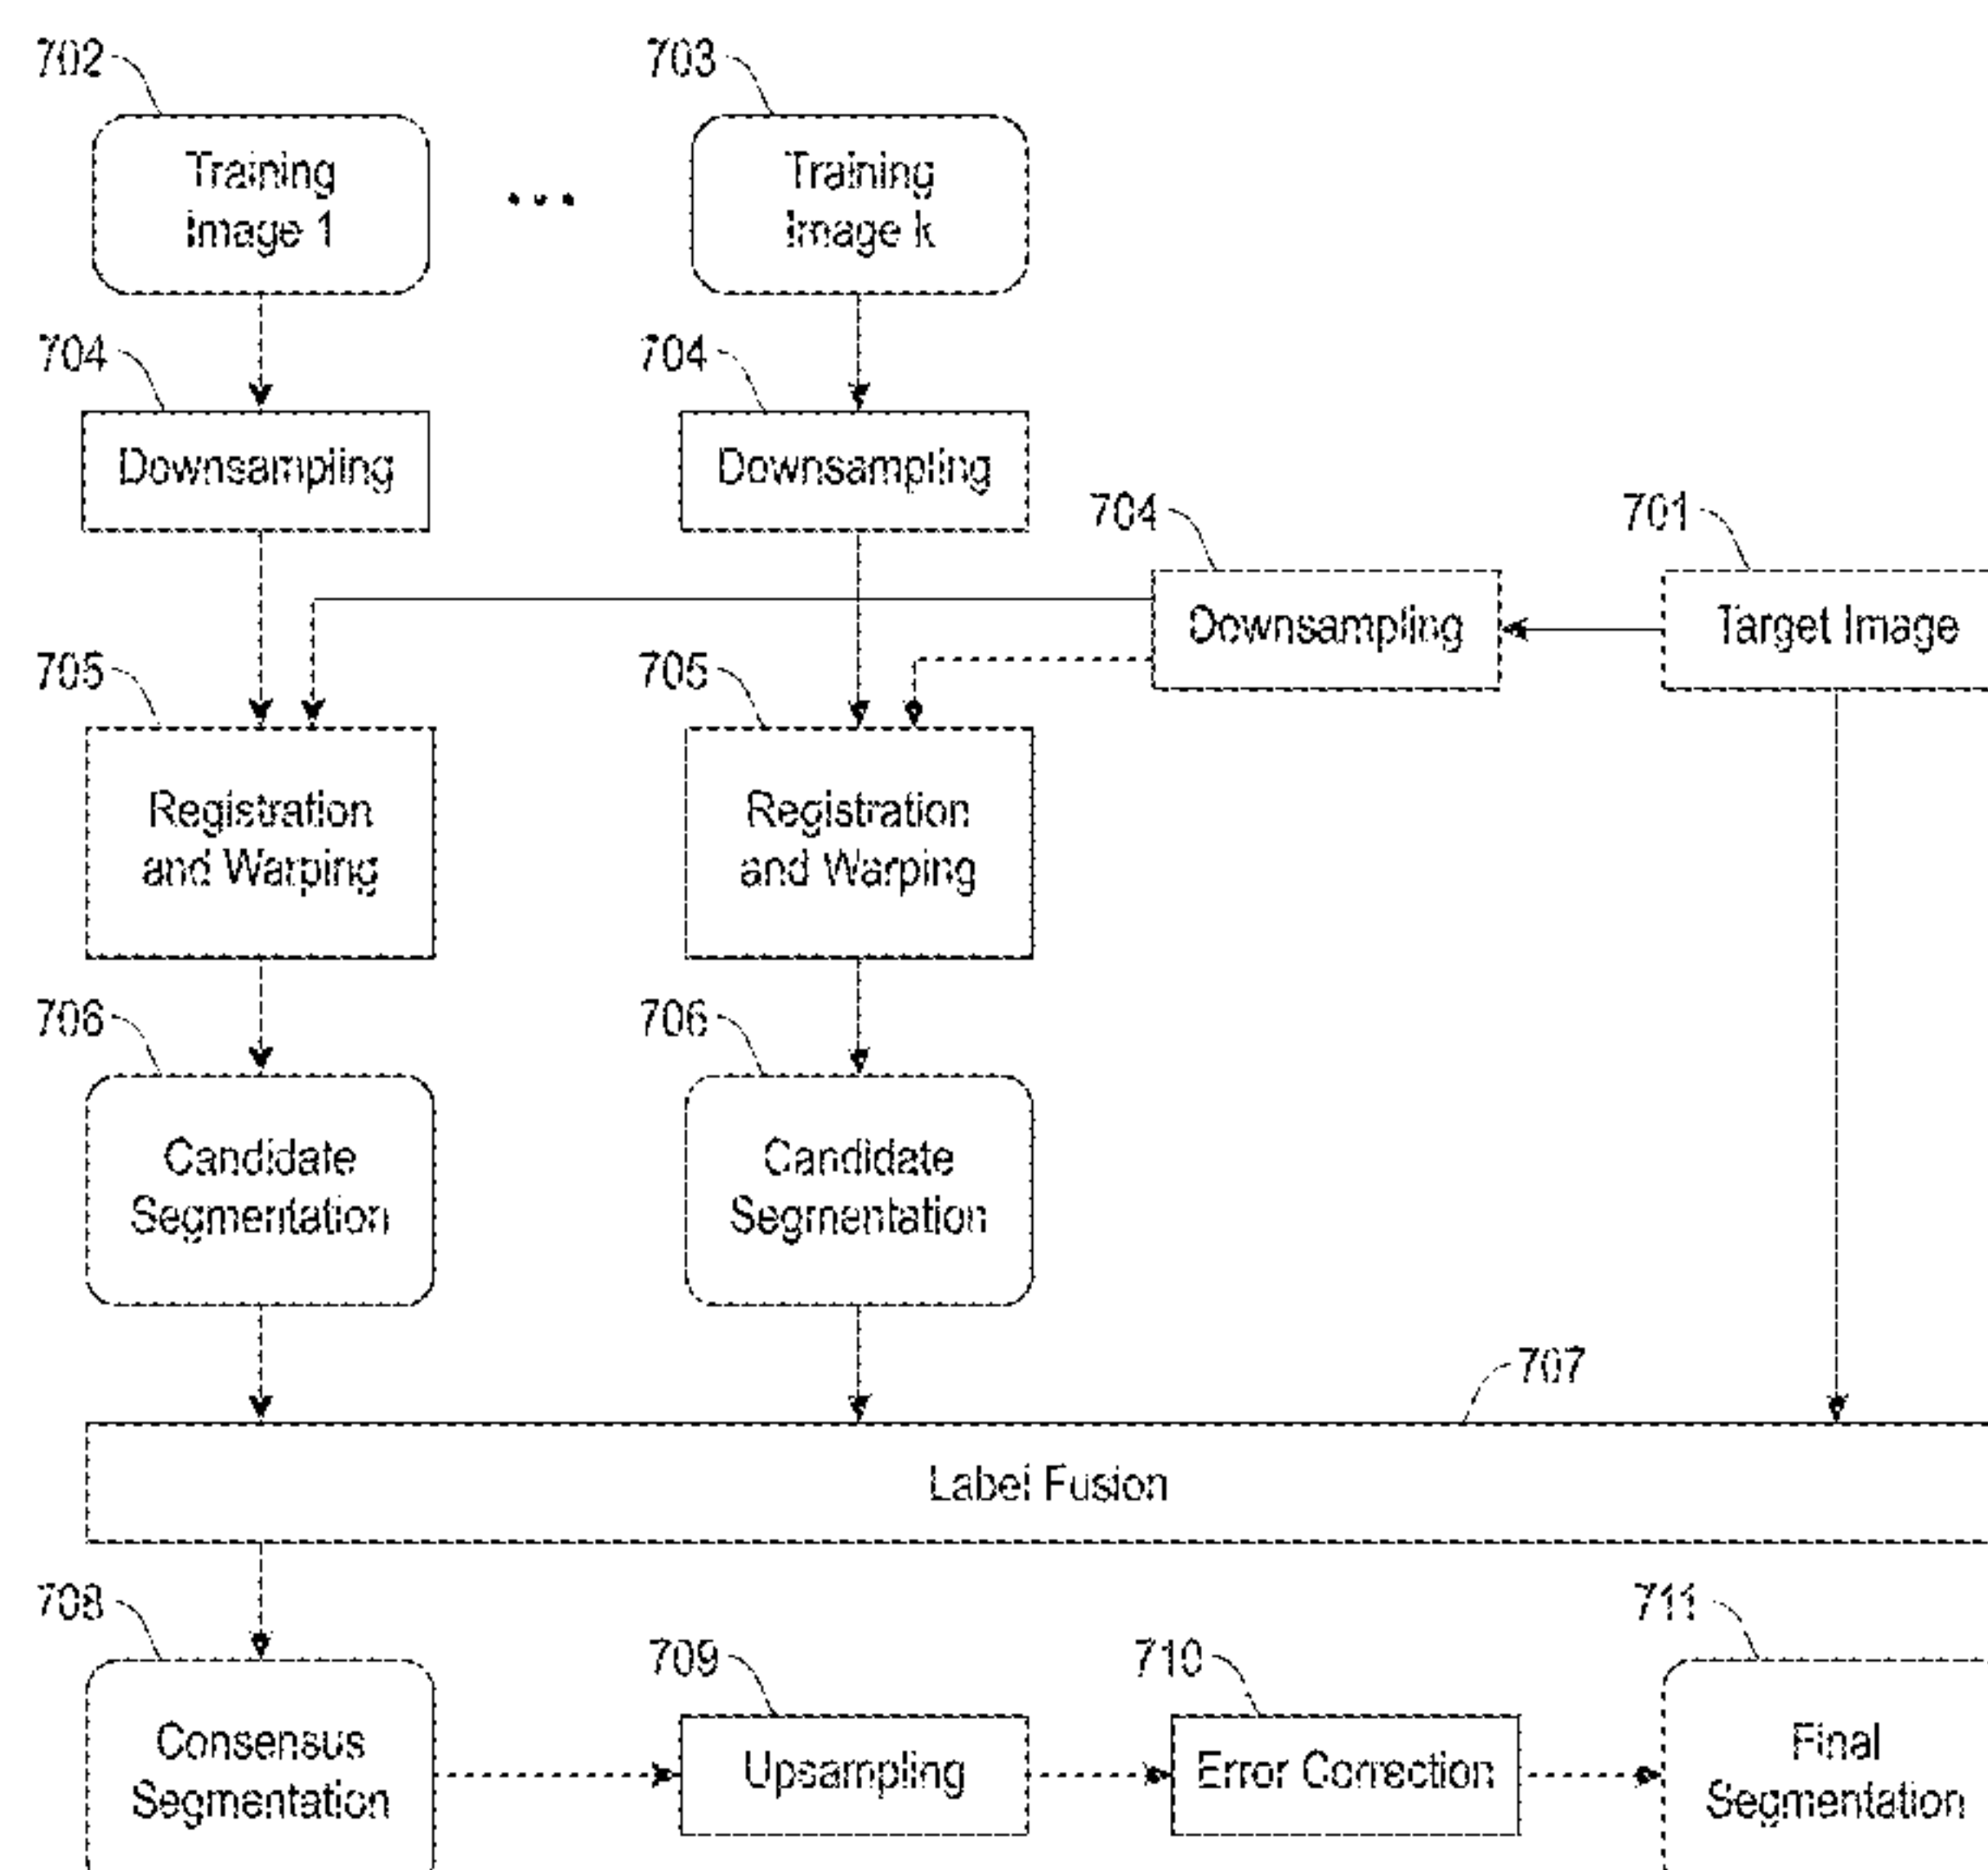 702
703
Training
Image 1
...
Training
Image k
704
704
Downsampling
Downsampling
704
701
Downsampling
Target Image
705
705
Registration
and Warping
Registration
and Warping
706
706
Candidate
Segmentation
Candidate
Segmentation
707
Label Fusion
708
709
710
711
Consensus
Segmentation
Upsampling
Error Correction
Final
Segmentation